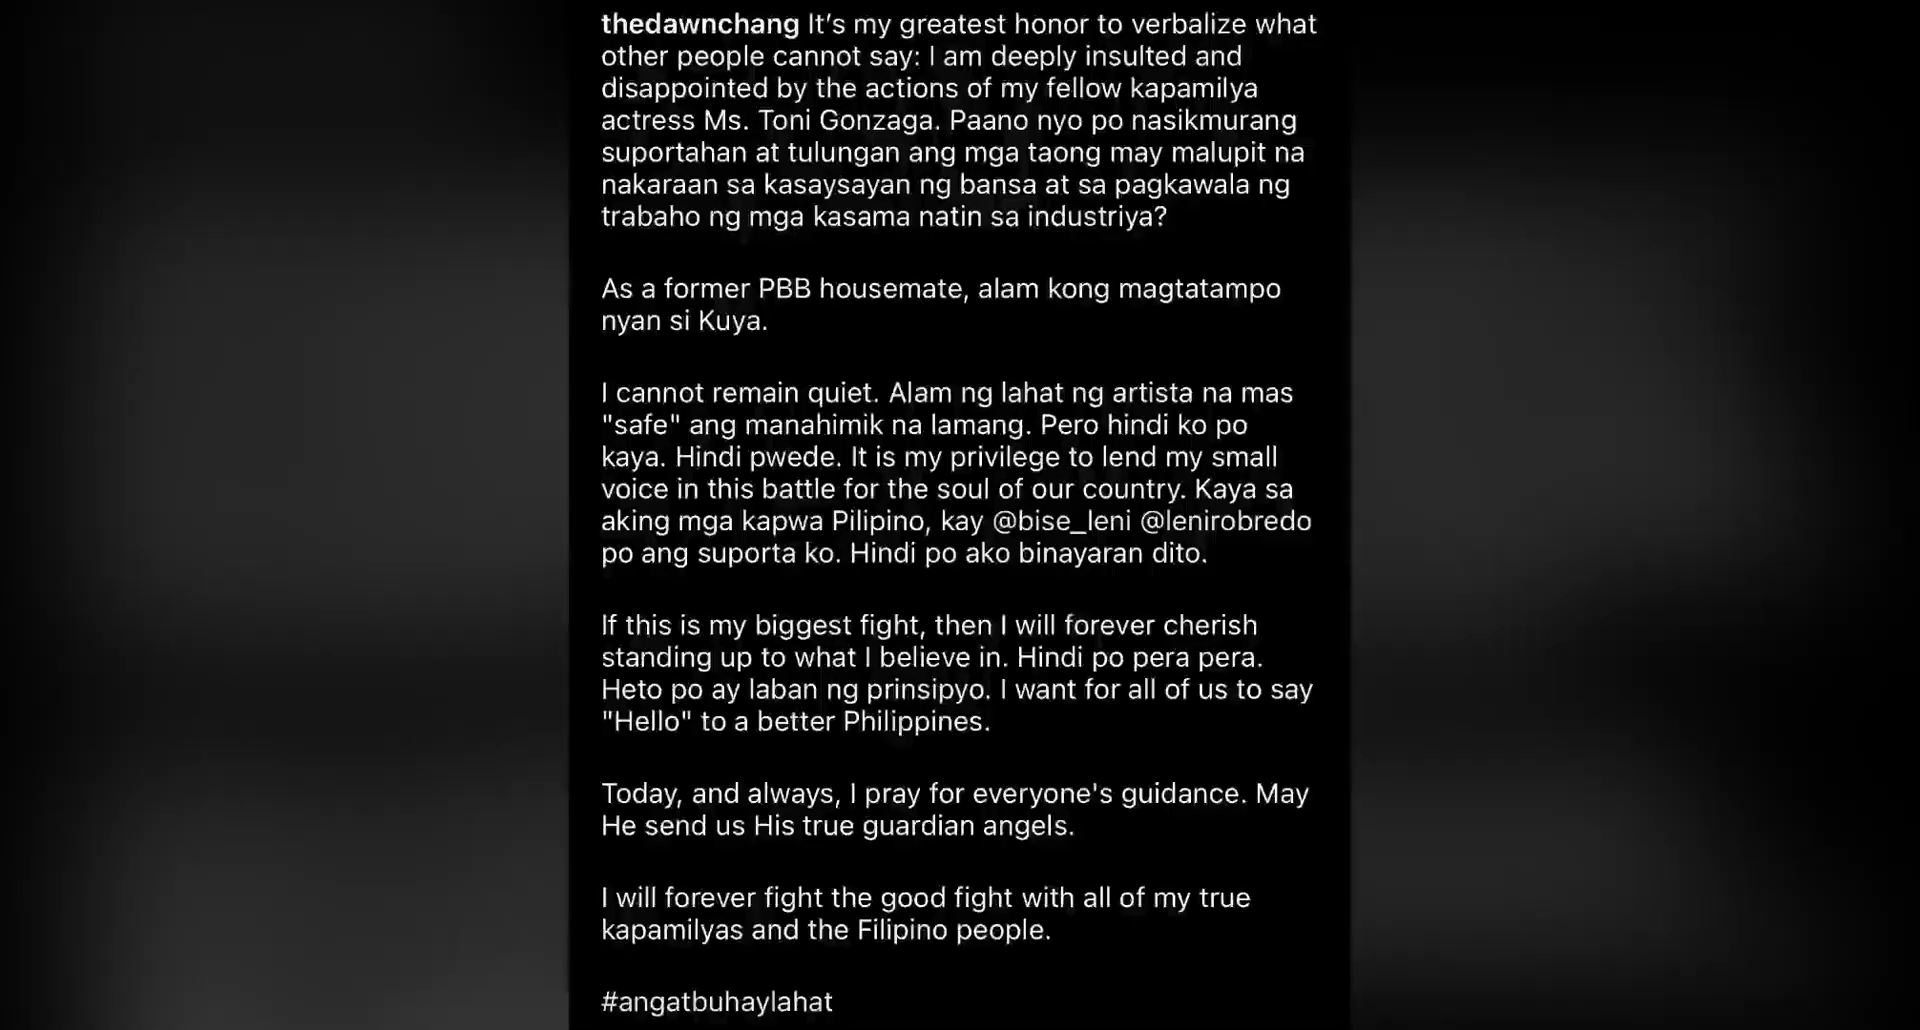 thedawnchang It’s my greatest honor to verbalize what
other people cannot say: I am deeply insulted and
disappointed by the actions of my fellow kapamilya
actress Ms. Toni Gonzaga. Paano nyo po nasikmurang
suportahan at tulungan ang mga taong may malupit na
nakaraan sa kasaysayan ng bansa at sa pagkawala ng
trabaho ng mga kasama natin sa industriya?
As a former PBB housemate, alam kong magtatampo
nyan si Kuya.
I cannot remain quiet. Alam ng lahat ng artista na mas
"safe" ang manahimik na lamang. Pero hindi ko po
kaya. Hindi pwede. It is my privilege to lend my small
voice in this battle for the soul of our country. Kaya sa
aking mga kapwa Pilipino, kay @bise_leni @lenirobredo
po ang suporta ko. Hindi po ako binayaran dito.
If this is my biggest fight, then I will forever cherish
standing up to what I believe in. Hindi po pera pera.
Heto po ay laban ng prinsipyo. I want for all of us to say
"Hello" to a better Philippines.
Today, and always, I pray for everyone's guidance. May
He send us His true guardian angels.
I will forever fight the good fight with all of my true
kapamilyas and the Filipino people.
#angatbuhaylahat